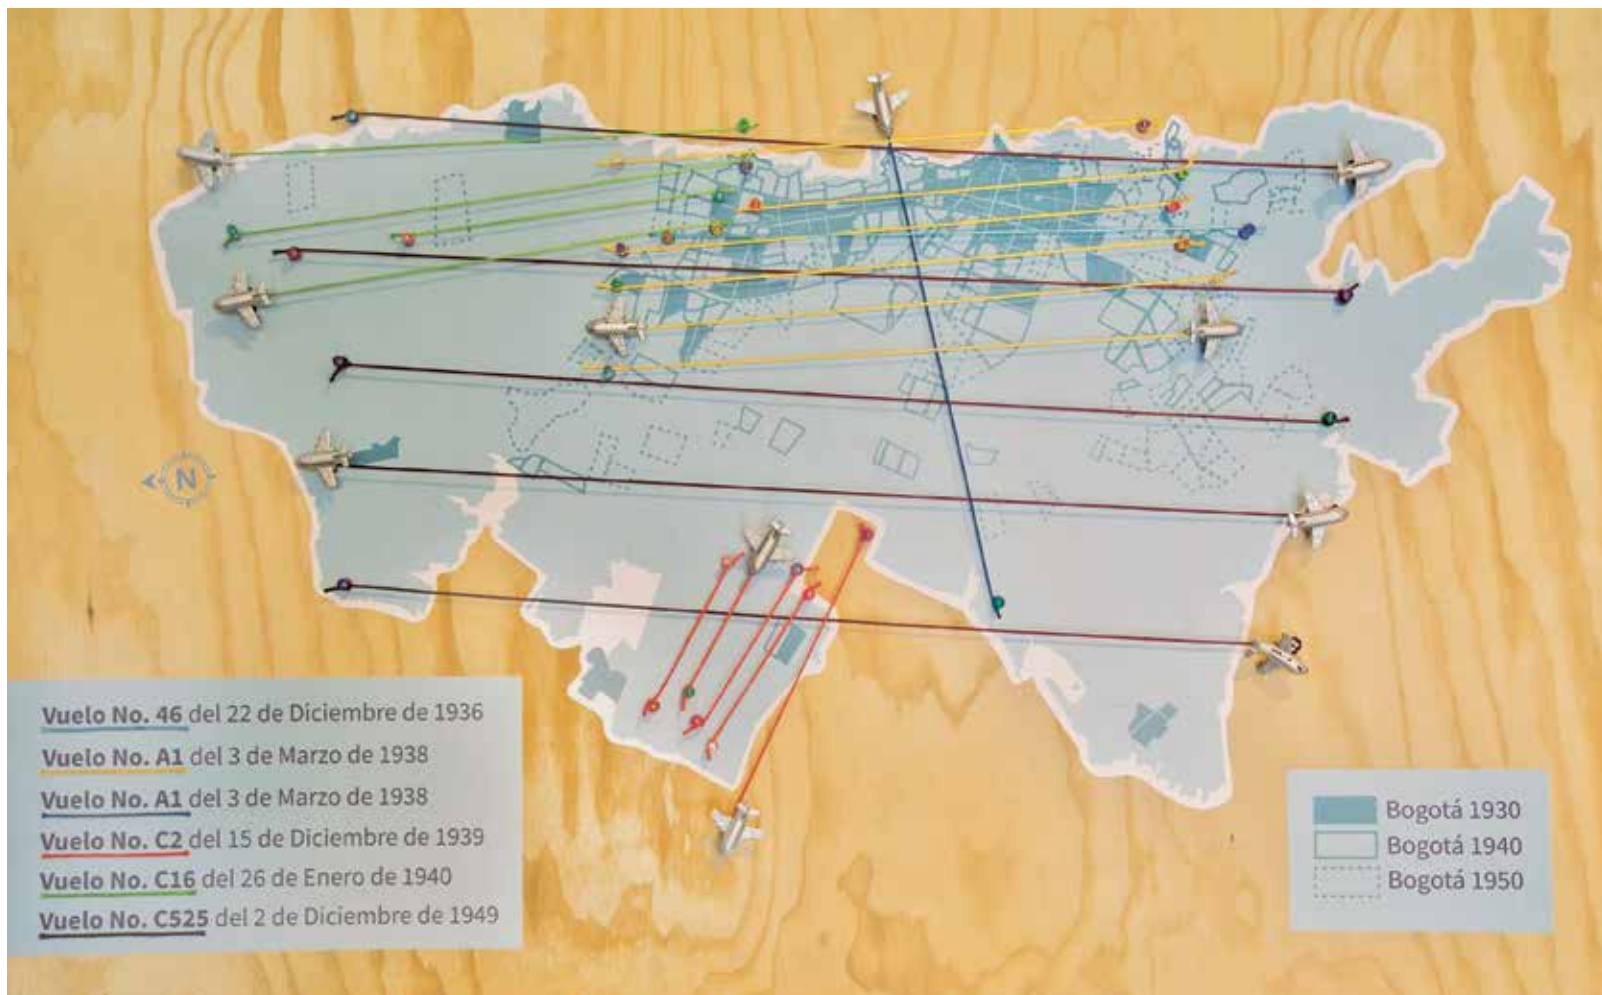 N
Vuelo No. 46 del 22 de Diciembre de 1936
Vuelo No. A1 del 3 de Marzo de 1938
Vuelo No. A1 del 3 de Marzo de 1938
Vuelo No. C2 del 15 de Diciembre de 1939
Vuelo No. C16 del 26 de Enero de 1940
Vuelo No. C525 del 2 de Diciembre de 1949
Bogotá 1930
Bogotá 1940
Bogotá 1950